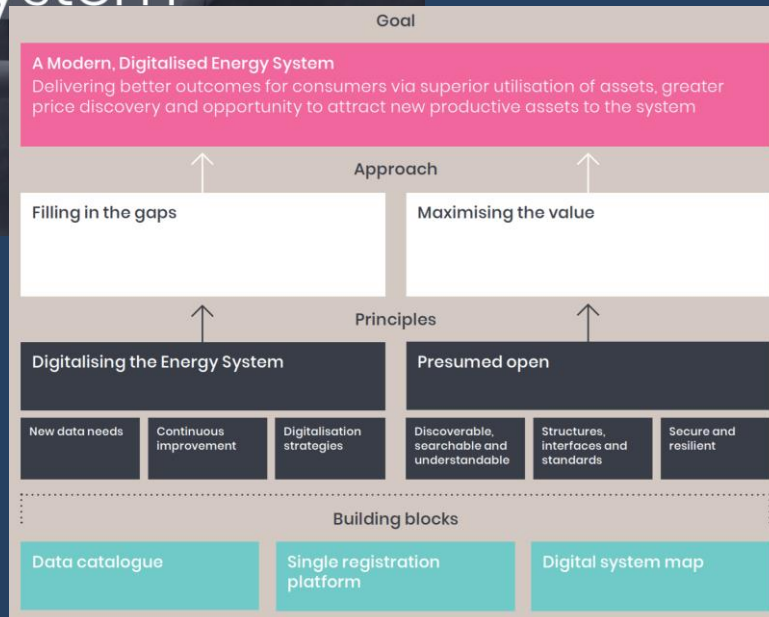 ystem
Goal
A Modern, Digitalised Energy System
Delivering better outcomes for consumers via superior utilisation of assets, greater
price discovery and opportunity to attract new productive assets to the system
Approach
Filling in the gaps
Maximising the value
Principles
Digitalising the Energy System
Presumed open
New data needs
Continuous
improvement
Digitalisation
strategies
Discoverable,
searchable and
understandable
Structures,
interfaces and
standards
Secure and
resilient
Building blocks
Data catalogue
Single registration
platform
Digital system map